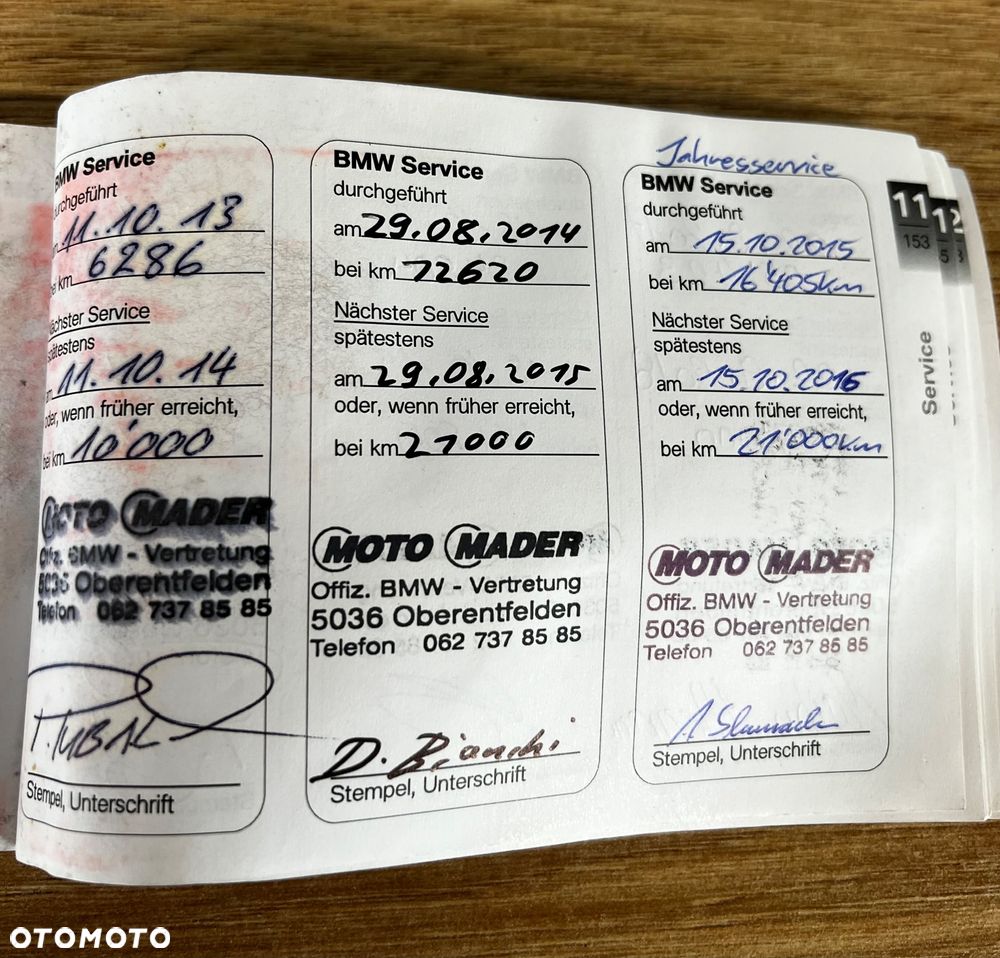 BMW Service
durchgeführt
am 11.10.13
bei km 6286
Nächster Service
spätestens
am 11.10.14
oder, wenn früher erreicht,
bei km 10'000
MOTO MADER
Offiz. BMW - Vertretung
5036 Oberentfelden
Telefon 062 737 85 85
Stempel, Unterschrift
BMW Service
durchgeführt
am 29.08.2014
bei km 12620
Nächster Service
spätestens
am 29.08.2015
oder, wenn früher erreicht,
bei km 21000
MOTO MADER
Offiz. BMW - Vertretung
5036 Oberentfelden
Telefon 062 737 85 85
D. Bianchi
Stempel, Unterschrift
Jahresservice
BMW Service
durchgeführt
am 15.10.2015
bei km 16'405km
Nächster Service
spätestens
am 15.10.2016
oder, wenn früher erreicht,
bei km 21'000km
MOTO MADER
Offiz. BMW - Vertretung
5036 Oberentfelden
Telefon 062 737 85 85
Stempel, Unterschrift
11
153
Service
12
OTOMOTO